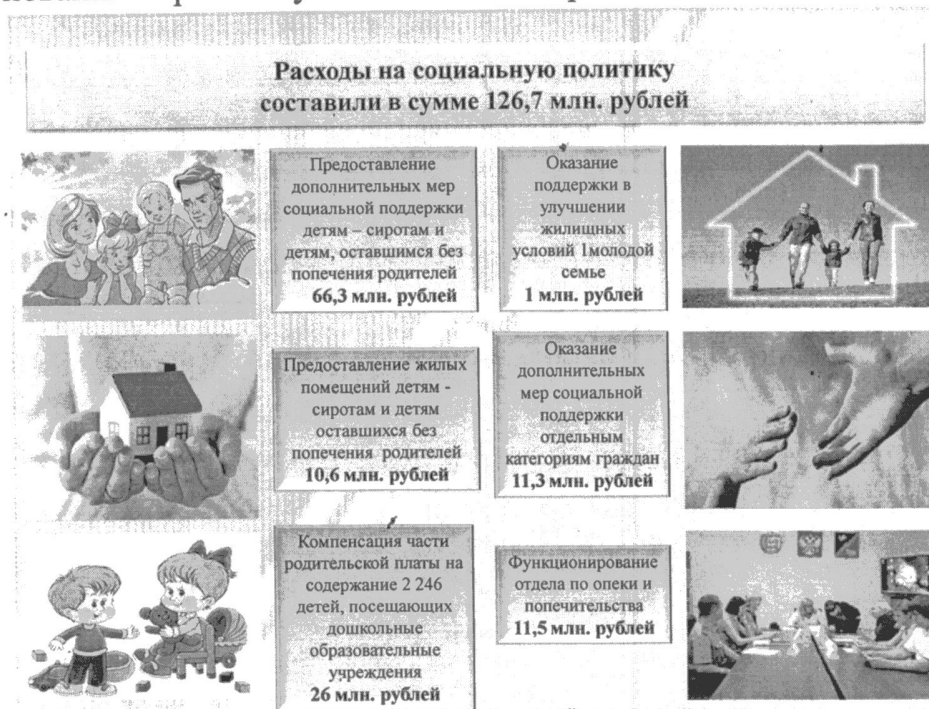 Расходы на социальную политику
составили в сумме 126,7 млн. рублей
Предоставление
дополнительных мер
социальной поддержки
детям – сиротам и
детям, оставшимся без
попечения родителей
66,3 млн. рублей
Оказание
поддержки в
улучшении
жилищных
условий 1молодой
семье
1 млн. рублей
Предоставление жилых
помещений детям -
сиротам и детям
оставшихся без
попечения родителей
10,6 млн. рублей
Оказание
дополнительных
мер социальной
поддержки
отдельным
категориям граждан
11,3 млн. рублей
Компенсация части
родительской платы на
содержание 2 246
детей, посещающих
дошкольные
образовательные
учреждения
26 млн. рублей
Функционирование
отдела по опеки и
попечительства
11,5 млн. рублей